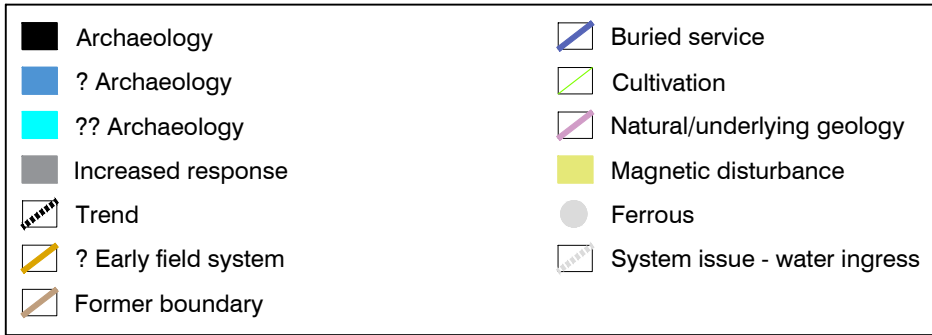 Archaeology
? Archaeology
?? Archaeology
Increased response
Trend
? Early field system
Former boundary
Buried service
Cultivation
Natural/underlying geology
Magnetic disturbance
Ferrous
System issue - water ingress